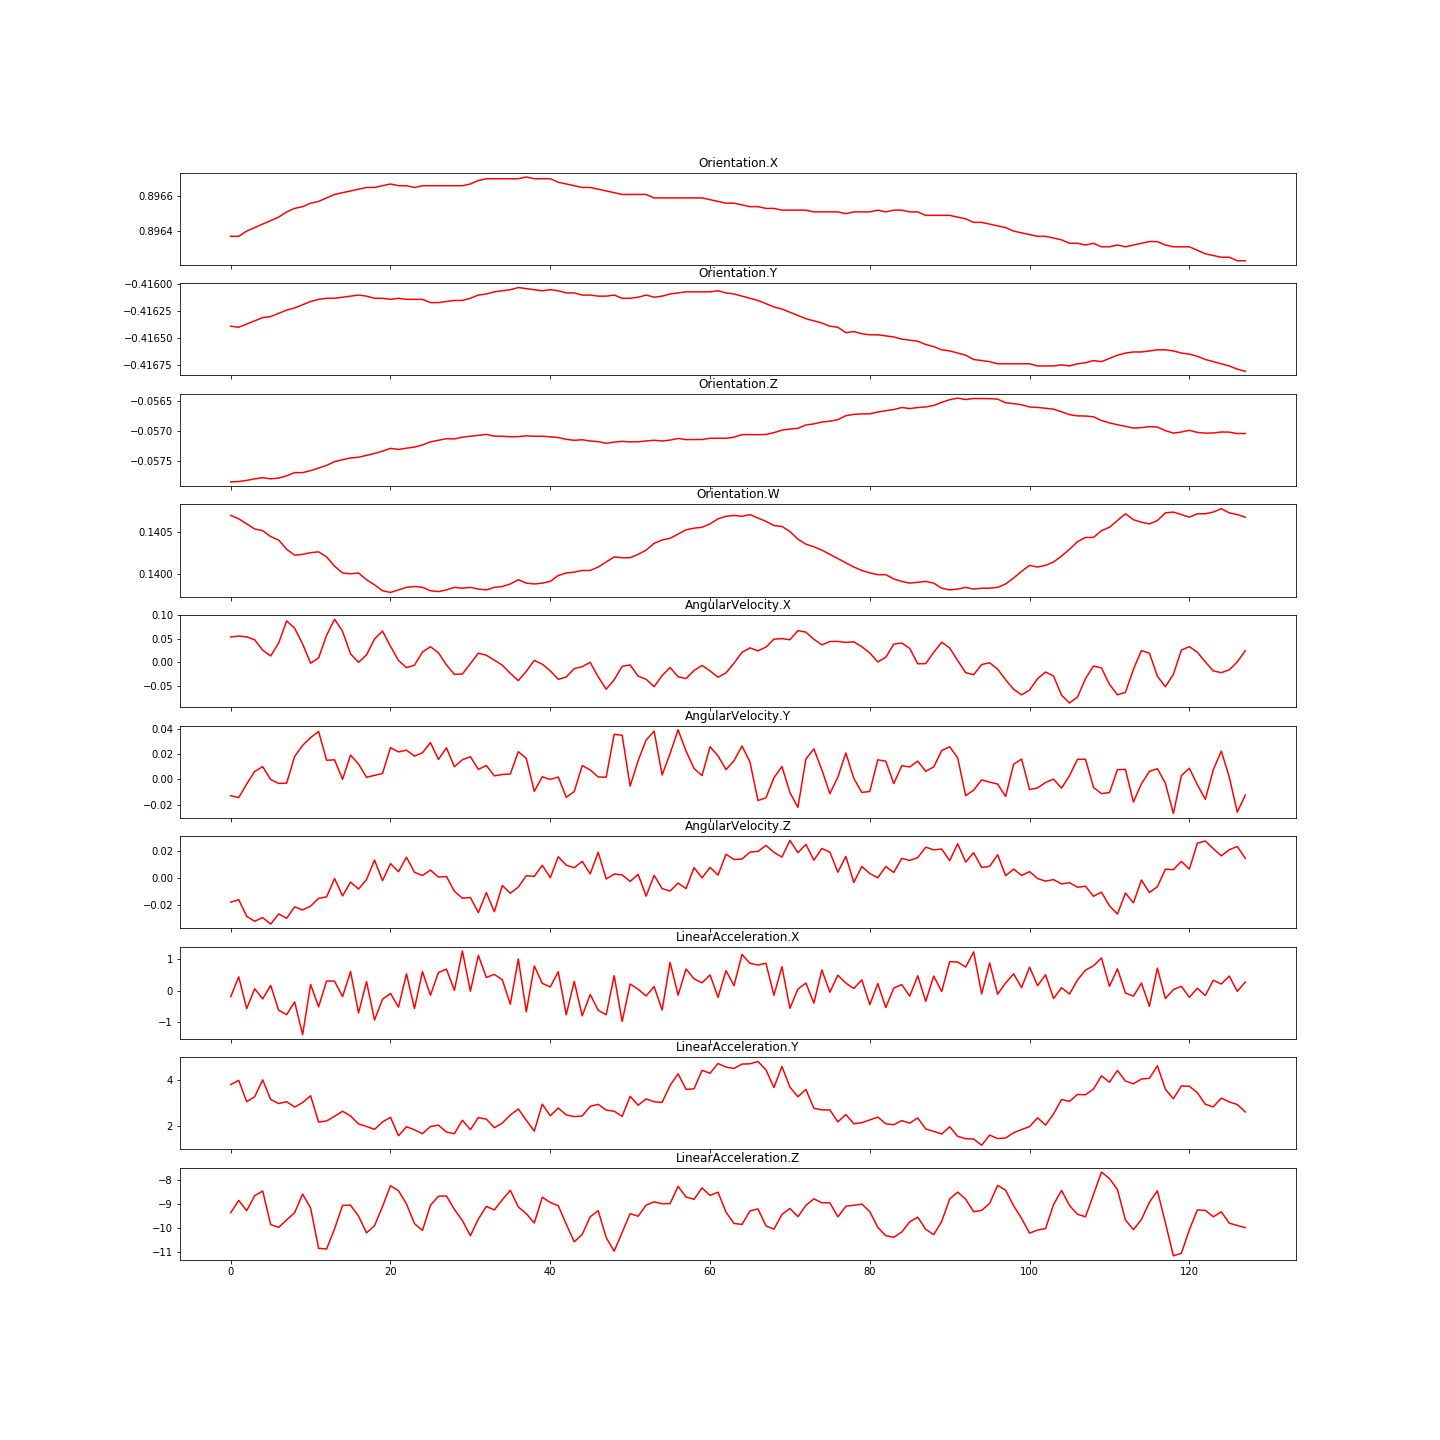 Orientation.X
0.8966
0.8964
Orientation.Y
−0.41600
−0.41625
−0.41650
−0.41675
Orientation.Z
−0.0565
−0.0570
−0.0575
Orientation.W
0.1405
0.1400
AngularVelocity.X
0.10
0.05
0.00
−0.05
AngularVelocity.Y
0.04
0.02
0.00
−0.02
AngularVelocity.Z
0.02
0.00
−0.02
LinearAcceleration.X
1
0
−1
LinearAcceleration.Y
4
2
LinearAcceleration.Z
−8
−9
−10
−11
0 20 40 60 80 100 120